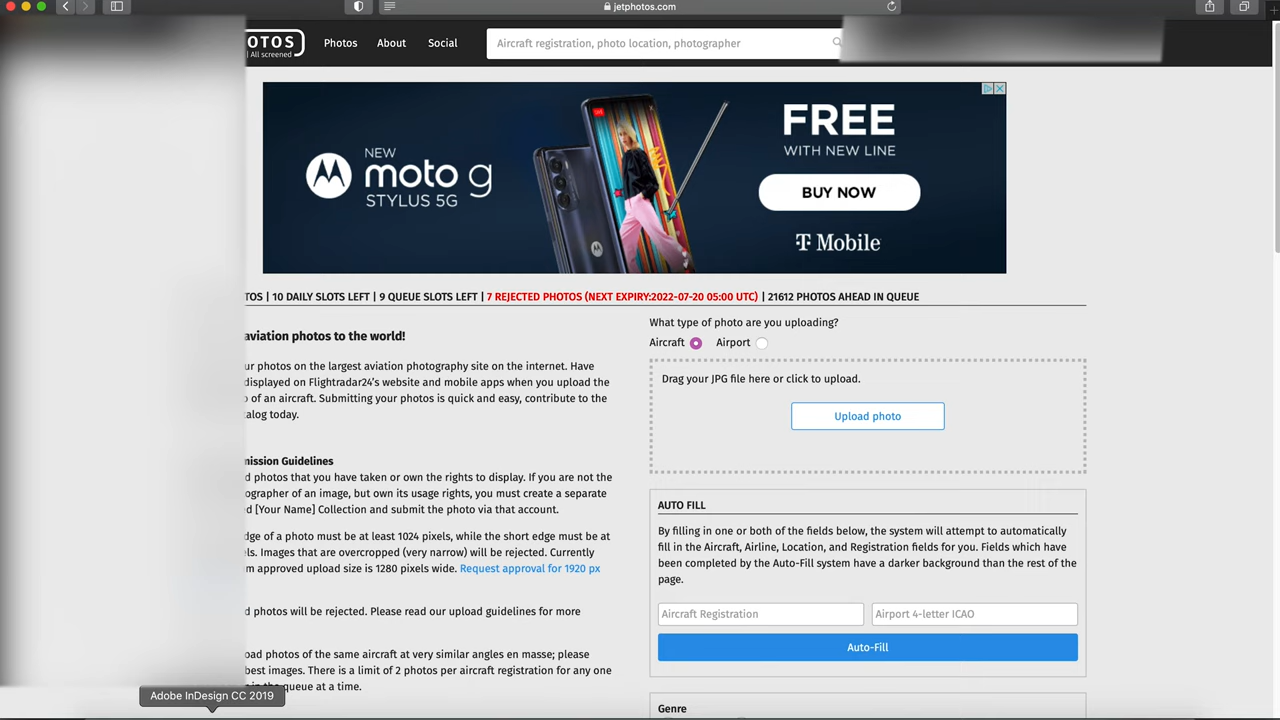 jetphotos.com
OTOS
| All screened
Photos
About
Social
Aircraft registration, photo location, photographer
NEW
moto g
STYLUS 5G
FREE
WITH NEW LINE
BUY NOW
T Mobile
TOS | 10 DAILY SLOTS LEFT | 9 QUEUE SLOTS LEFT | 7 REJECTED PHOTOS (NEXT EXPIRY:2022-07-20 05:00 UTC) | 21612 PHOTOS AHEAD IN QUEUE
aviation photos to the world!
ur photos on the largest aviation photography site on the internet. Have
displayed on Flightradar24's website and mobile apps when you upload the
o of an aircraft. Submitting your photos is quick and easy, contribute to the
alog today.
mission Guidelines
d photos that you have taken or own the rights to display. If you are not the
ographer of an image, but own its usage rights, you must create a separate
ed [Your Name] Collection and submit the photo via that account.
dge of a photo must be at least 1024 pixels, while the short edge must be at
els. Images that are overcropped (very narrow) will be rejected. Currently
m approved upload size is 1280 pixels wide. Request approval for 1920 px
d photos will be rejected. Please read our upload guidelines for more
oad photos of the same aircraft at very similar angles en masse; please
best images. There is a limit of 2 photos per aircraft registration for any one
in the queue at a time.
What type of photo are you uploading?
Aircraft
Airport
Drag your JPG file here or click to upload.
Upload photo
AUTO FILL
By filling in one or both of the fields below, the system will attempt to automatically
fill in the Aircraft, Airline, Location, and Registration fields for you. Fields which have
been completed by the Auto-Fill system have a darker background than the rest of the
page.
Aircraft Registration
Airport 4-letter ICAO
Auto-Fill
Genre
Adobe InDesign CC 2019